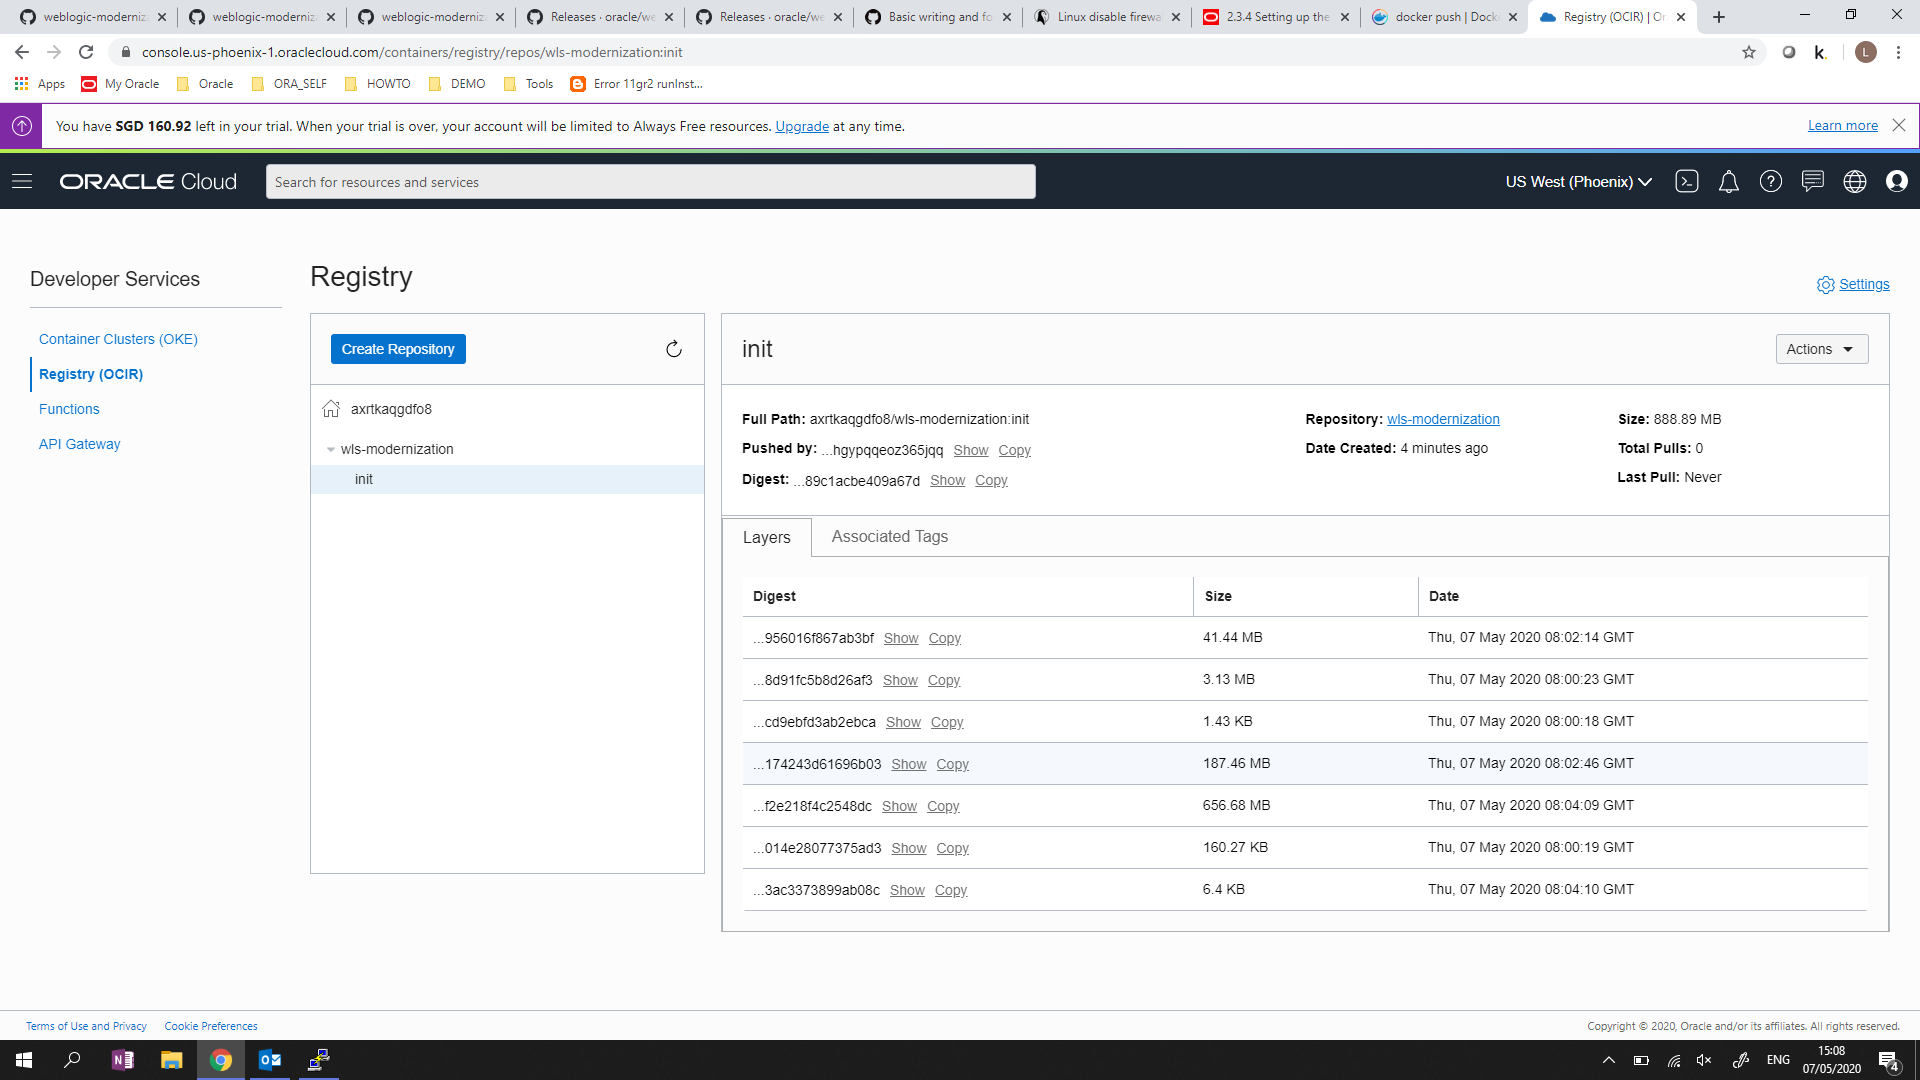 weblogic-moderniz
weblogic-moderniz
weblogic-moderniz
Releases · oracle/we
Releases · oracle/we
Basic writing and fo
Linux disable firewa
2.3.4 Setting up the
docker push | Dock
Registry (OCIR) | Or
console.us-phoenix-1.oraclecloud.com/containers/registry/repos/wls-modernization:init
k.
L
Apps
My Oracle
Oracle
ORA_SELF
HOWTO
DEMO
Tools
Error 11gr2 runInst...
You have SGD 160.92 left in your trial. When your trial is over, your account will be limited to Always Free resources. Upgrade at any time.
Learn more
ORACLE Cloud
Search for resources and services
US West (Phoenix)
Developer Services
Container Clusters (OKE)
Registry (OCIR)
Functions
API Gateway
Registry
Settings
Create Repository
axrtkaqgdfo8
wls-modernization
init
init
Actions
Full Path: axrtkaqgdfo8/wls-modernization:init
Pushed by: ...hgypqqeoz365jqq Show Copy
Digest: ...89c1acbe409a67d Show Copy
Repository: wls-modernization
Date Created: 4 minutes ago
Size: 888.89 MB
Total Pulls: 0
Last Pull: Never
Layers
Associated Tags
Digest Size Date
...956016f867ab3bf Show Copy 41.44 MB Thu, 07 May 2020 08:02:14 GMT
...8d91fc5b8d26af3 Show Copy 3.13 MB Thu, 07 May 2020 08:00:23 GMT
...cd9ebfd3ab2ebca Show Copy 1.43 KB Thu, 07 May 2020 08:00:18 GMT
...174243d61696b03 Show Copy 187.46 MB Thu, 07 May 2020 08:02:46 GMT
...f2e218f4c2548dc Show Copy 656.68 MB Thu, 07 May 2020 08:04:09 GMT
...014e28077375ad3 Show Copy 160.27 KB Thu, 07 May 2020 08:00:19 GMT
...3ac3373899ab08c Show Copy 6.4 KB Thu, 07 May 2020 08:04:10 GMT
Terms of Use and Privacy
Cookie Preferences
Copyright © 2020, Oracle and/or its affiliates. All rights reserved.
ENG
15:08
07/05/2020
4